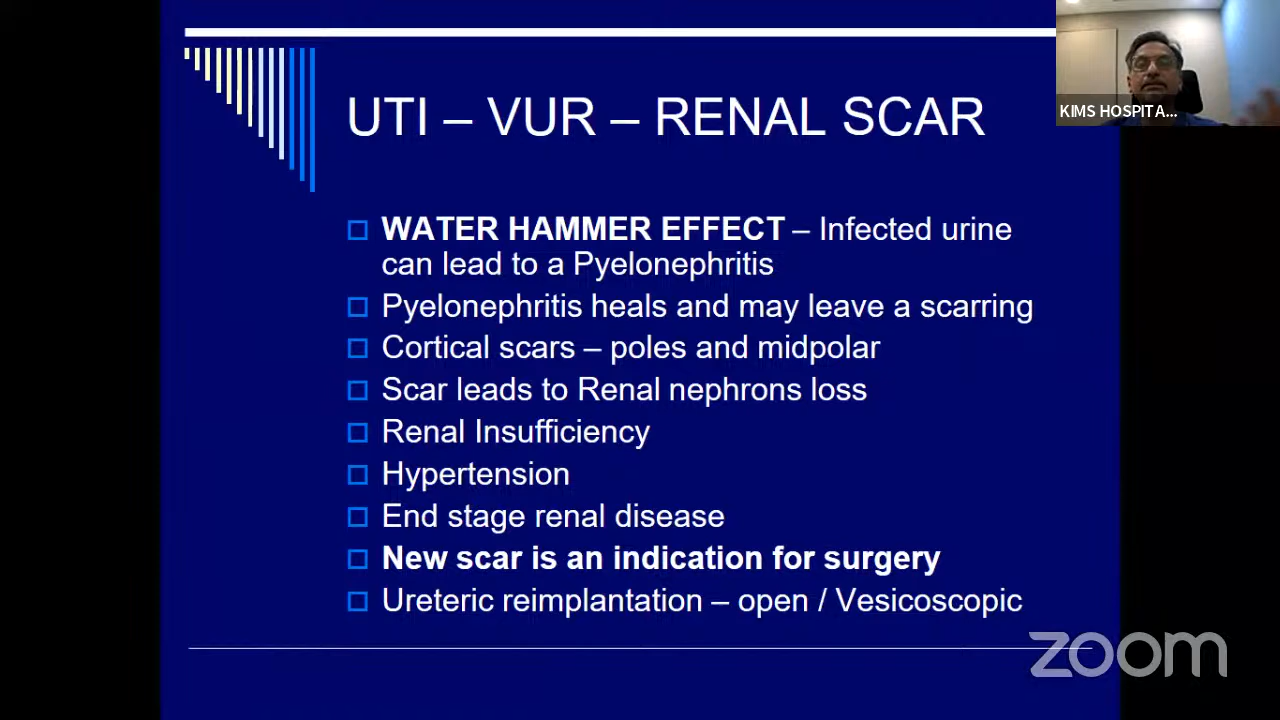 UTI – VUR – RENAL SCAR
KIMS HOSPITA...
WATER HAMMER EFFECT – Infected urine
can lead to a Pyelonephritis
Pyelonephritis heals and may leave a scarring
Cortical scars – poles and midpolar
Scar leads to Renal nephrons loss
Renal Insufficiency
Hypertension
End stage renal disease
New scar is an indication for surgery
Ureteric reimplantation – open / Vesicoscopic
zoom